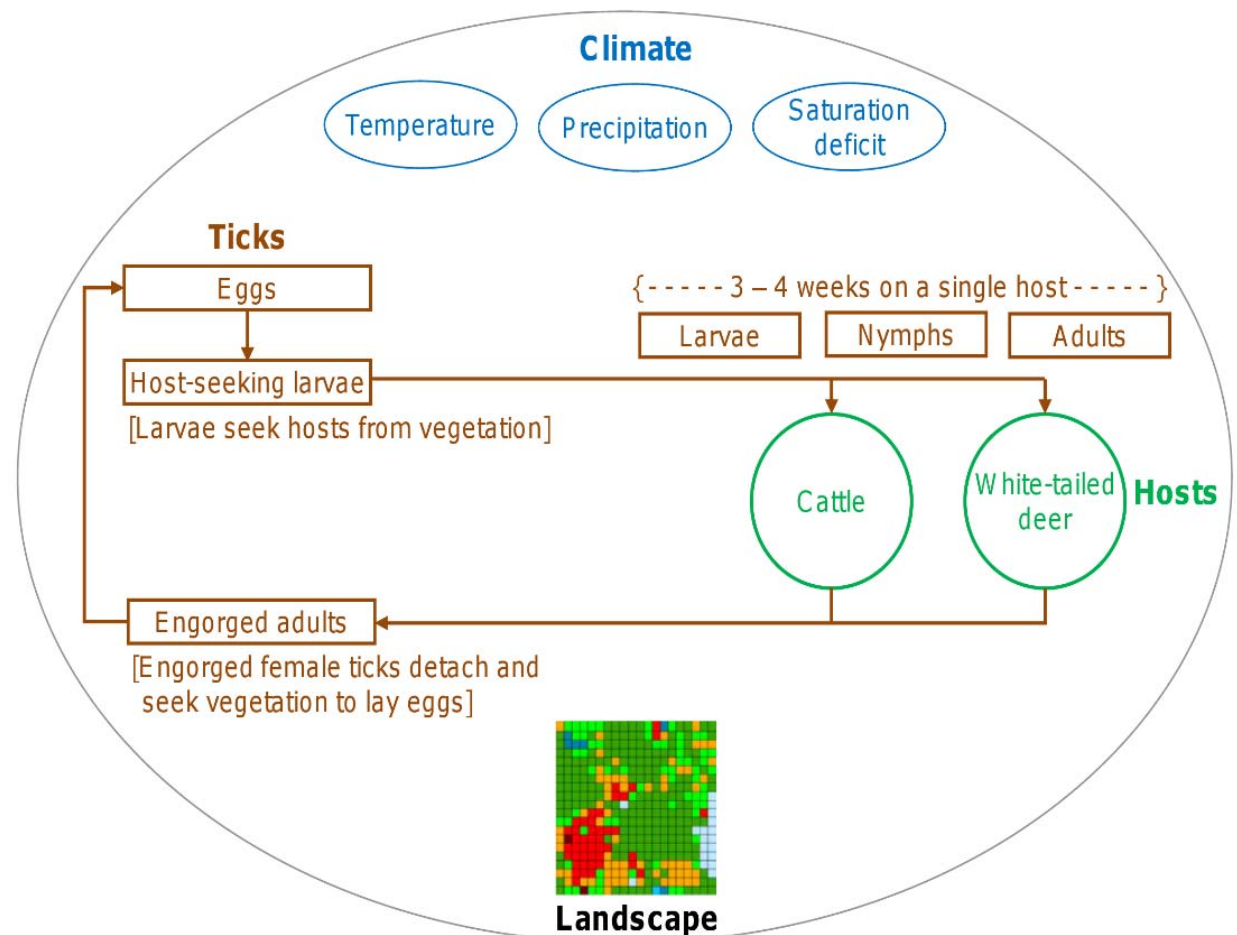 Climate
Temperature
Precipitation
Saturation
deficit
Ticks
Eggs
{- - - - - 3 – 4 weeks on a single host - - - - - }
Larvae
Nymphs
Adults
Host-seeking larvae
[Larvae seek hosts from vegetation]
Cattle
White-tailed
deer
Hosts
Engorged adults
[Engorged female ticks detach and
seek vegetation to lay eggs]
Landscape